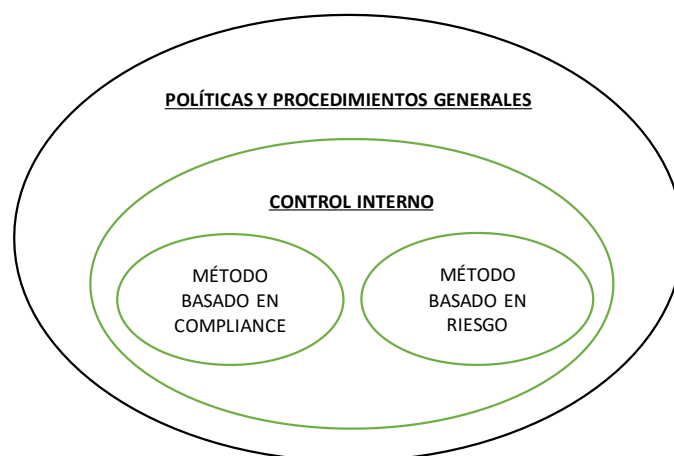 POLÍTICAS Y PROCEDIMIENTOS GENERALES
CONTROL INTERNO
MÉTODO
BASADO EN
COMPLIANCE
MÉTODO
BASADO EN
RIESGO